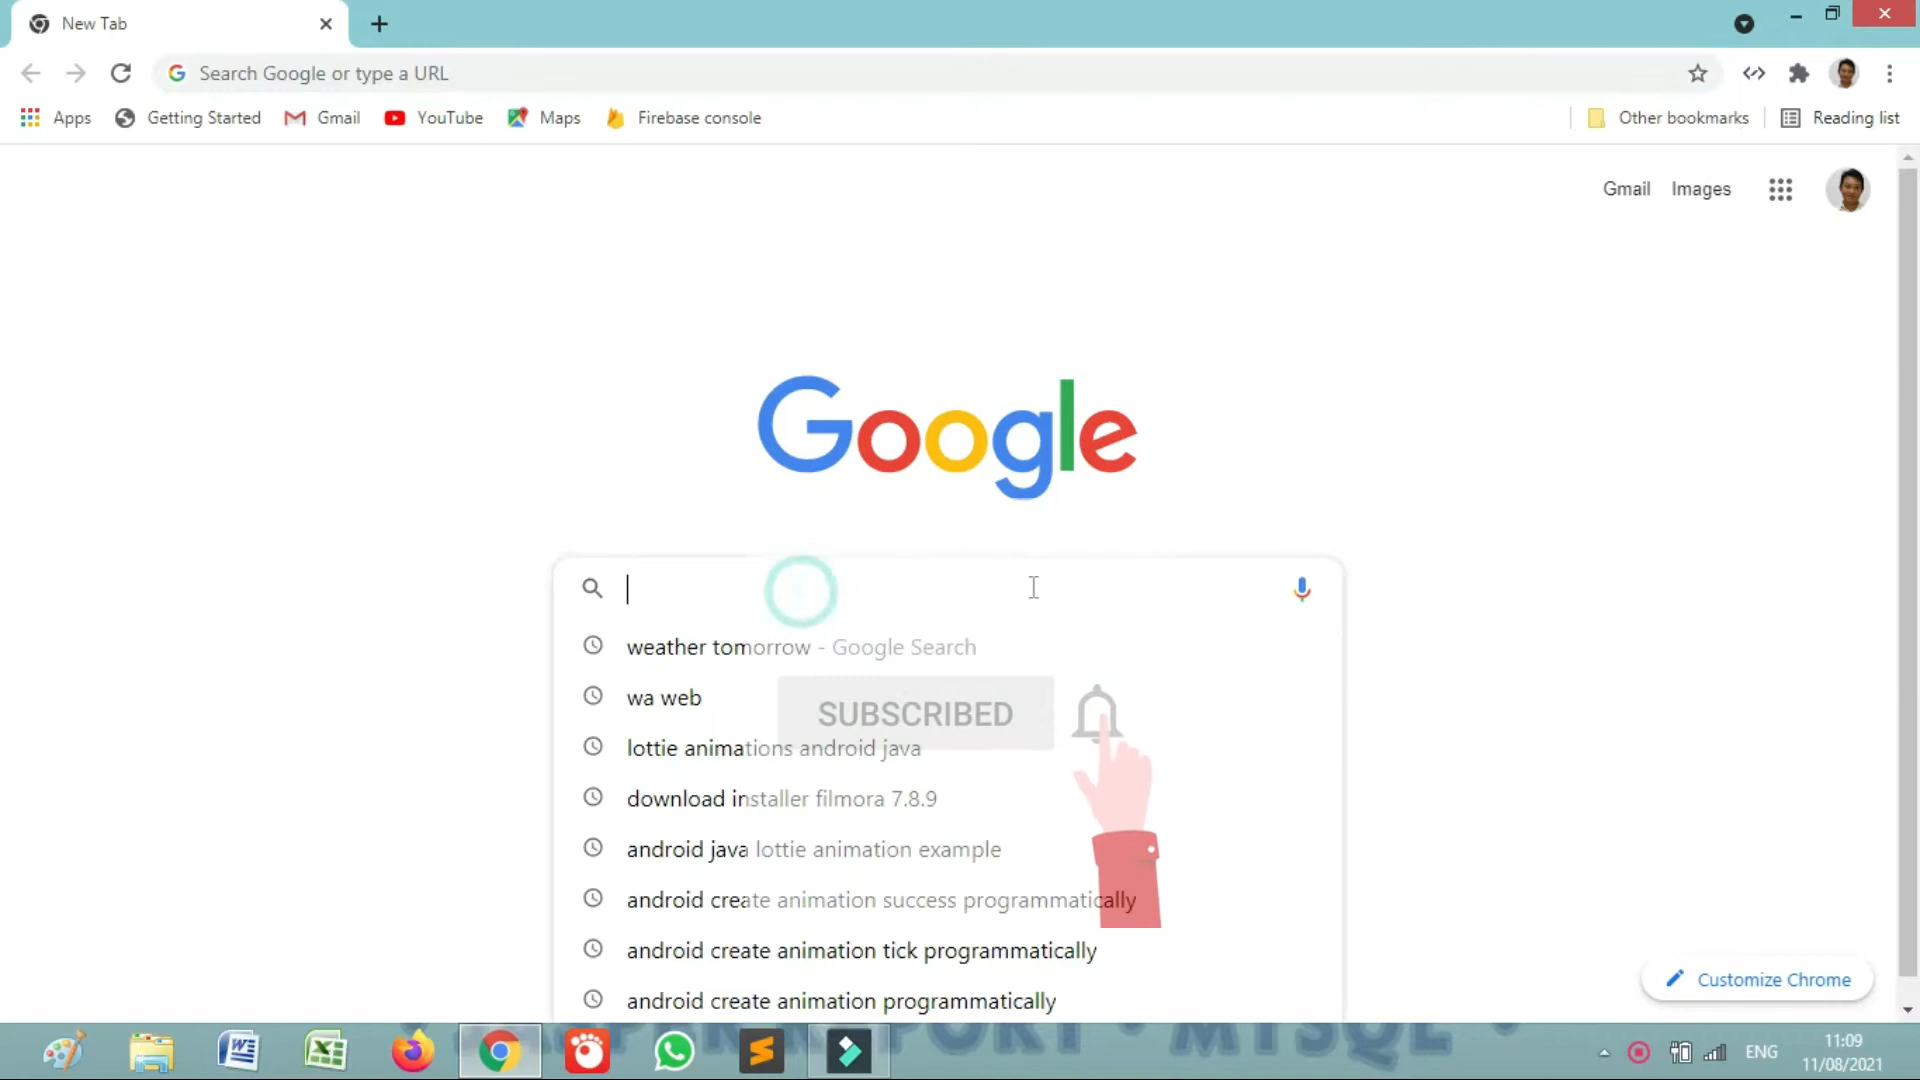 New Tab
Search Google or type a URL
Apps
Getting Started
Gmail
YouTube
Maps
Firebase console
Other bookmarks
Reading list
Gmail
Images
Google
weather tomorrow - Google Search
wa web
SUBSCRIBED
lottie animations android java
download installer filmora 7.8.9
android java lottie animation example
android create animation success programmatically
android create animation tick programmatically
android create animation programmatically
Customize Chrome
MYSQL
ENG
11:09
11/08/2021